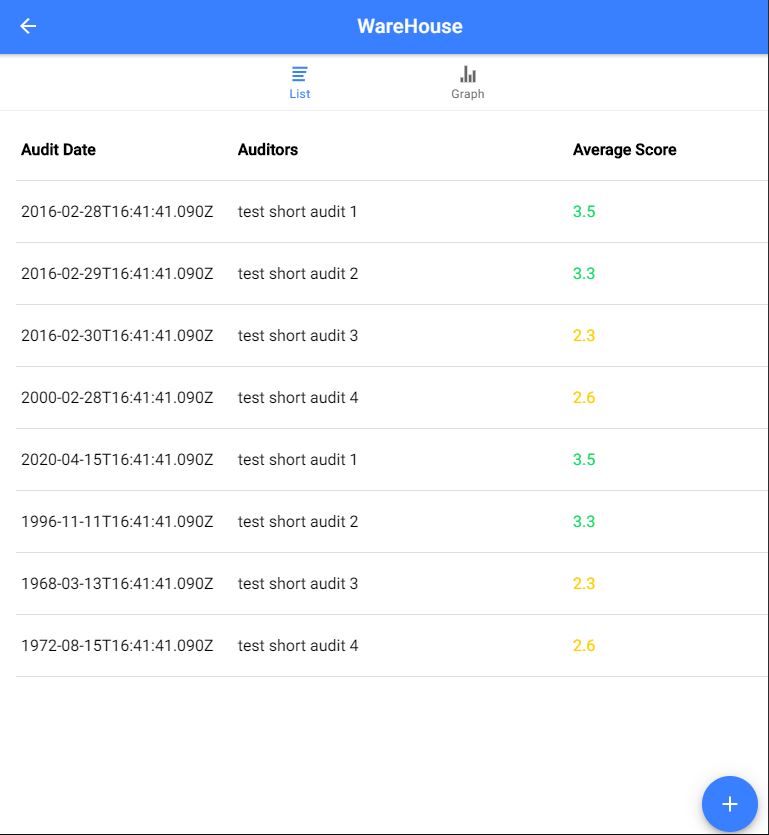 WareHouse
List Graph
Audit Date Auditors Average Score
2016-02-28T16:41:41.090Z test short audit 1 3.5
2016-02-29T16:41:41.090Z test short audit 2 3.3
2016-02-30T16:41:41.090Z test short audit 3 2.3
2000-02-28T16:41:41.090Z test short audit 4 2.6
2020-04-15T16:41:41.090Z test short audit 1 3.5
1996-11-11T16:41:41.090Z test short audit 2 3.3
1968-03-13T16:41:41.090Z test short audit 3 2.3
1972-08-15T16:41:41.090Z test short audit 4 2.6